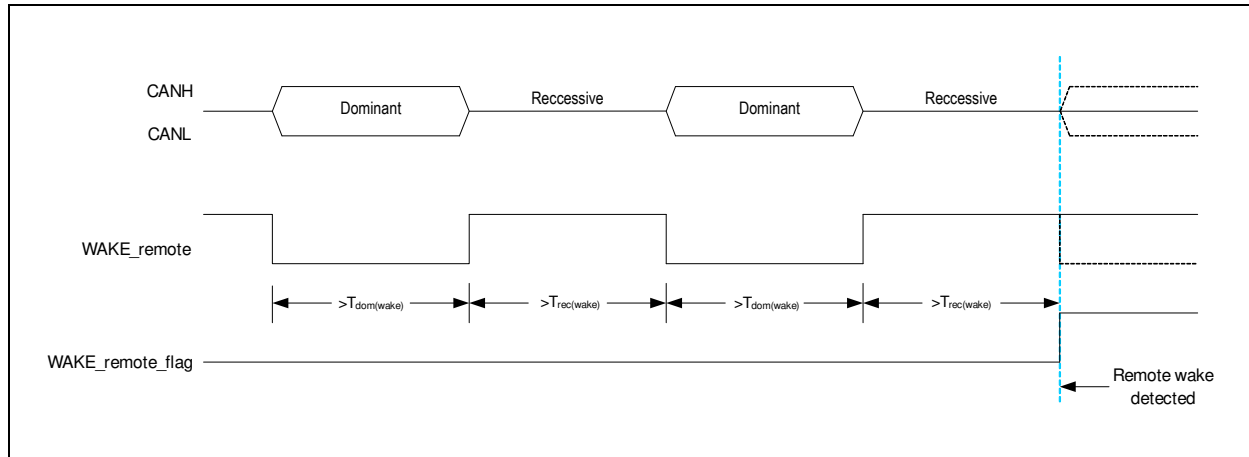 CANH
Dominant
Reccessive
Dominant
Reccessive
CANL
WAKE_remote
>Tdom(wake)
>Trec(wake)
>Tdom(wake)
>Trec(wake)
WAKE_remote_flag
Remote wake
detected